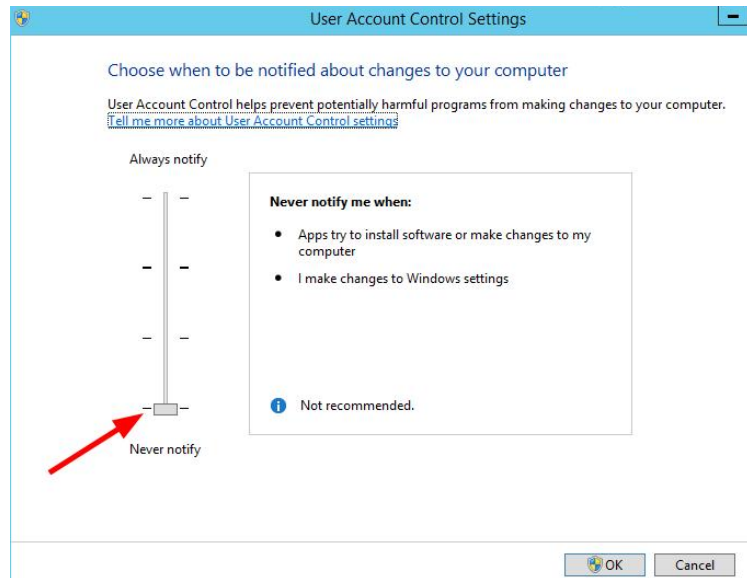 User Account Control Settings
Choose when to be notified about changes to your computer
User Account Control helps prevent potentially harmful programs from making changes to your computer.
Tell me more about User Account Control settings
Always notify
Never notify me when:
Apps try to install software or make changes to my
computer
I make changes to Windows settings
Not recommended.
Never notify
OK
Cancel